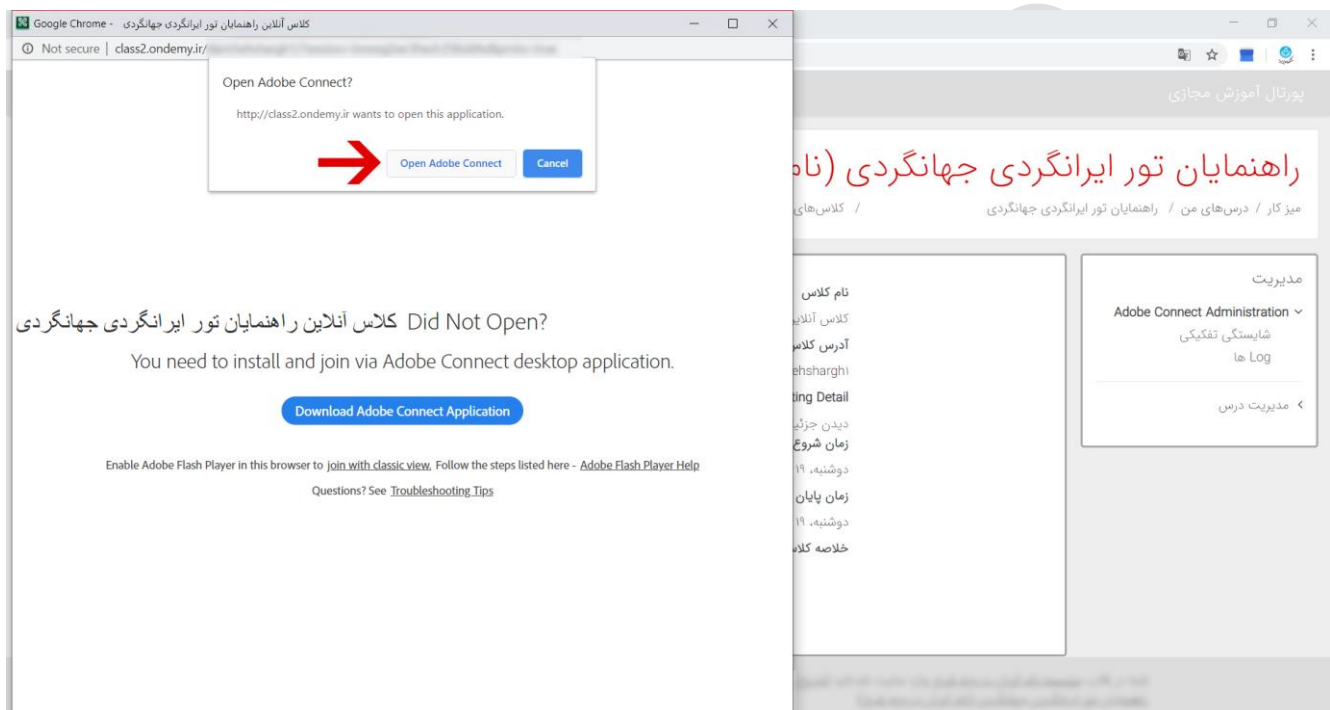 کلاس آنلاین راهنمایان تور ایرانگردی جهانگردی - Google Chrome
Not secure | class2.ondemy.ir/
Open Adobe Connect?
http://class2.ondemy.ir wants to open this application.
Open Adobe Connect
Cancel
کلاس آنلاین راهنمایان تور ایرانگردی جهانگردی Did Not Open?
You need to install and join via Adobe Connect desktop application.
Download Adobe Connect Application
Enable Adobe Flash Player in this browser to join with classic view. Follow the steps listed here - Adobe Flash Player Help
Questions? See Troubleshooting Tips
پورتال آموزش مجازی
راهنمایان تور ایرانگردی جهانگردی (نام
میز کار / درس‌های من / راهنمایان تور ایرانگردی جهانگردی / کلاس‌های
نام کلاس
کلاس آنلاین
آدرس کلاس
ehshargh1
ting Detail
دیدن جزئی
زمان شروع
دوشنبه، ۱۹
زمان پایان
دوشنبه، ۱۹
خلاصه کلاس
مدیریت
Adobe Connect Administration
شایستگی تفکیکی
Log ها
مدیریت درس